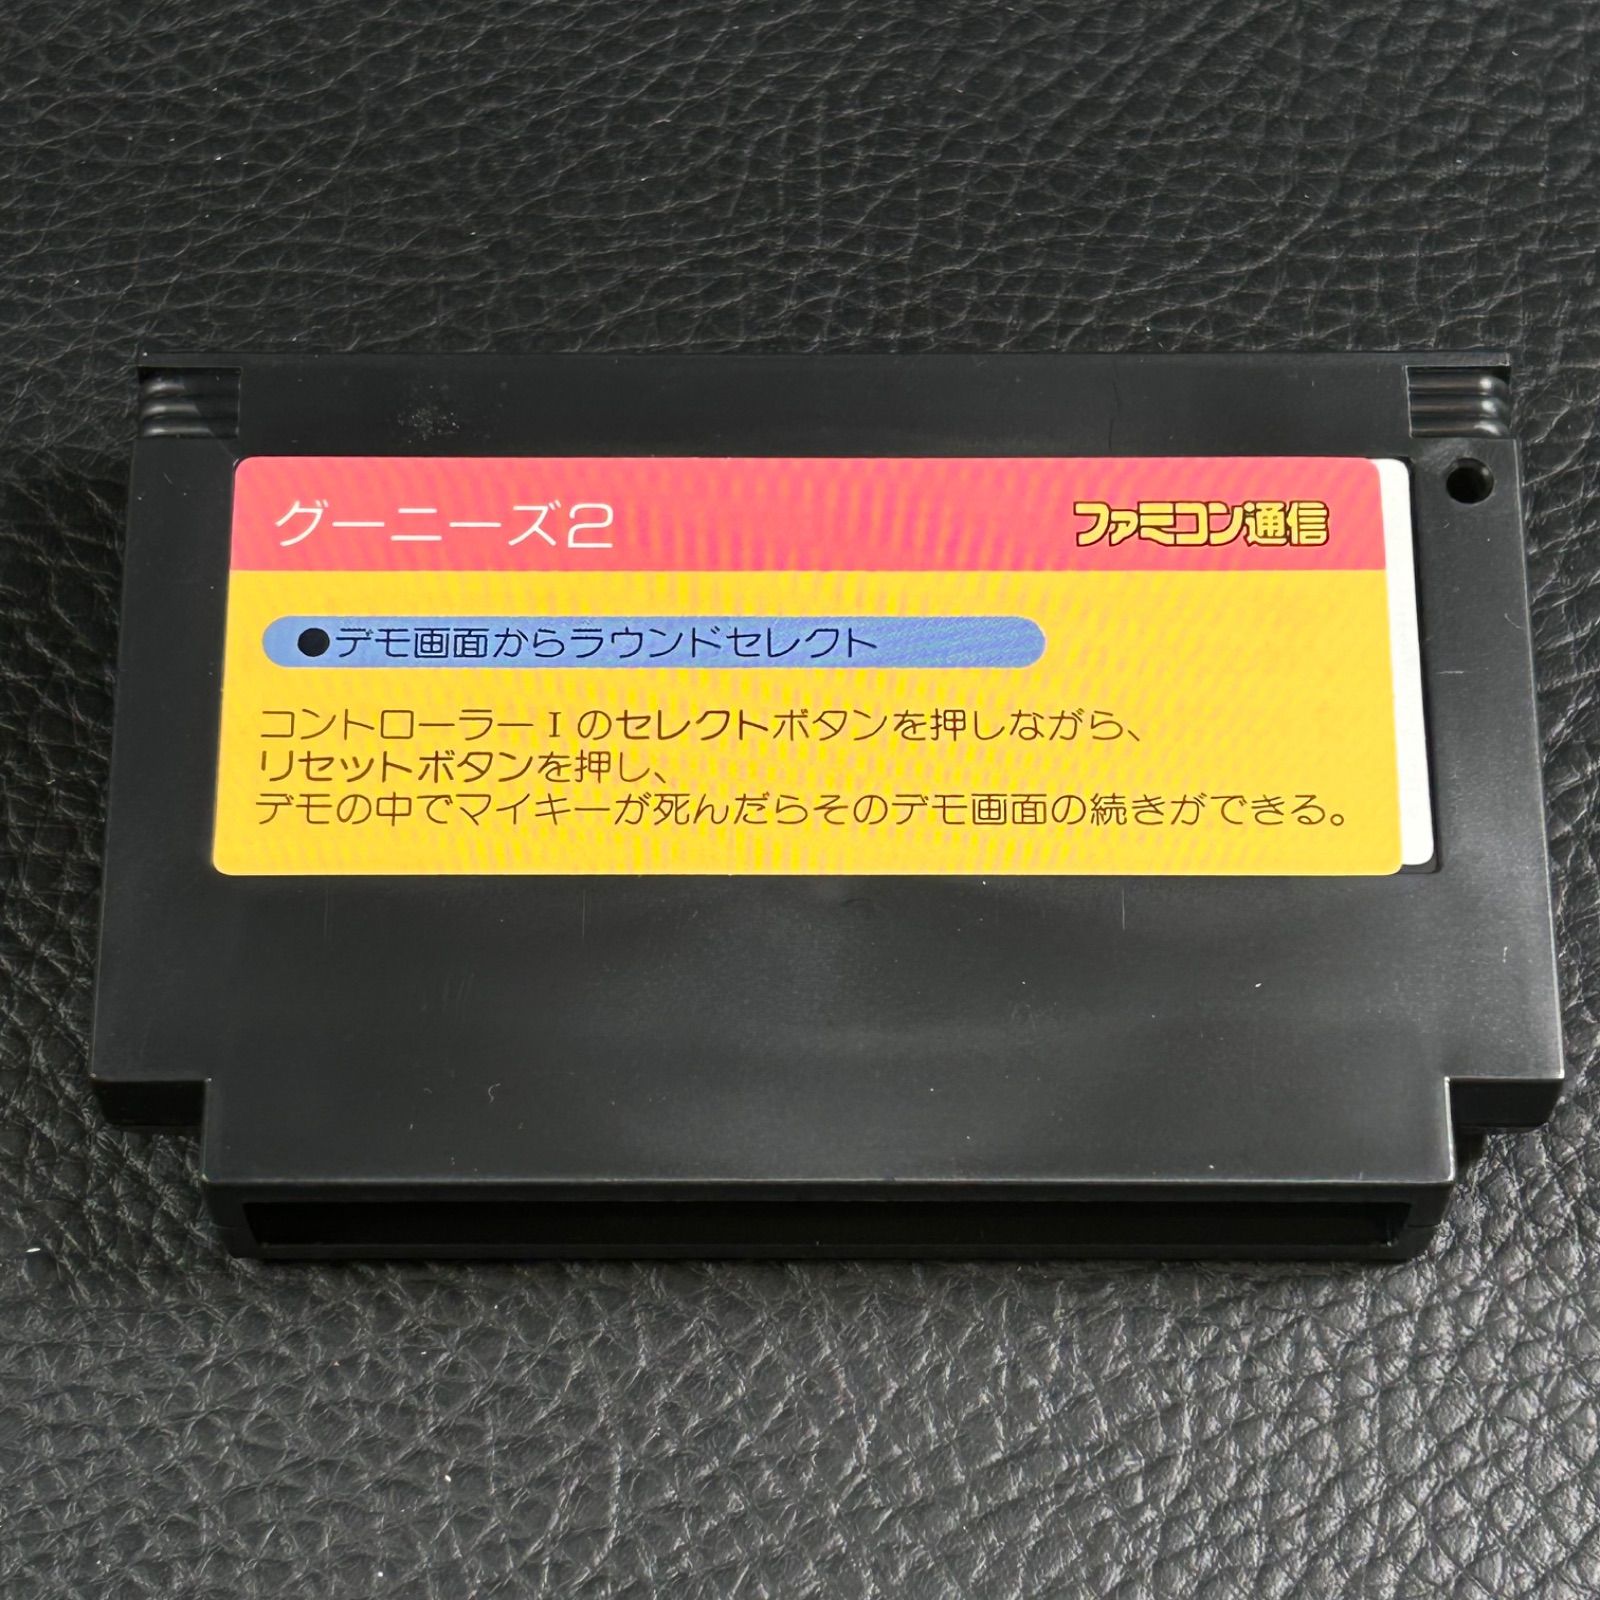 グーニーズ2
ファミコン通信
●デモ画面からラウンドセレクト
コントローラーIのセレクトボタンを押しながら、
リセットボタンを押し、
デモの中でマイキーが死んだらそのデモ画面の続きができる。